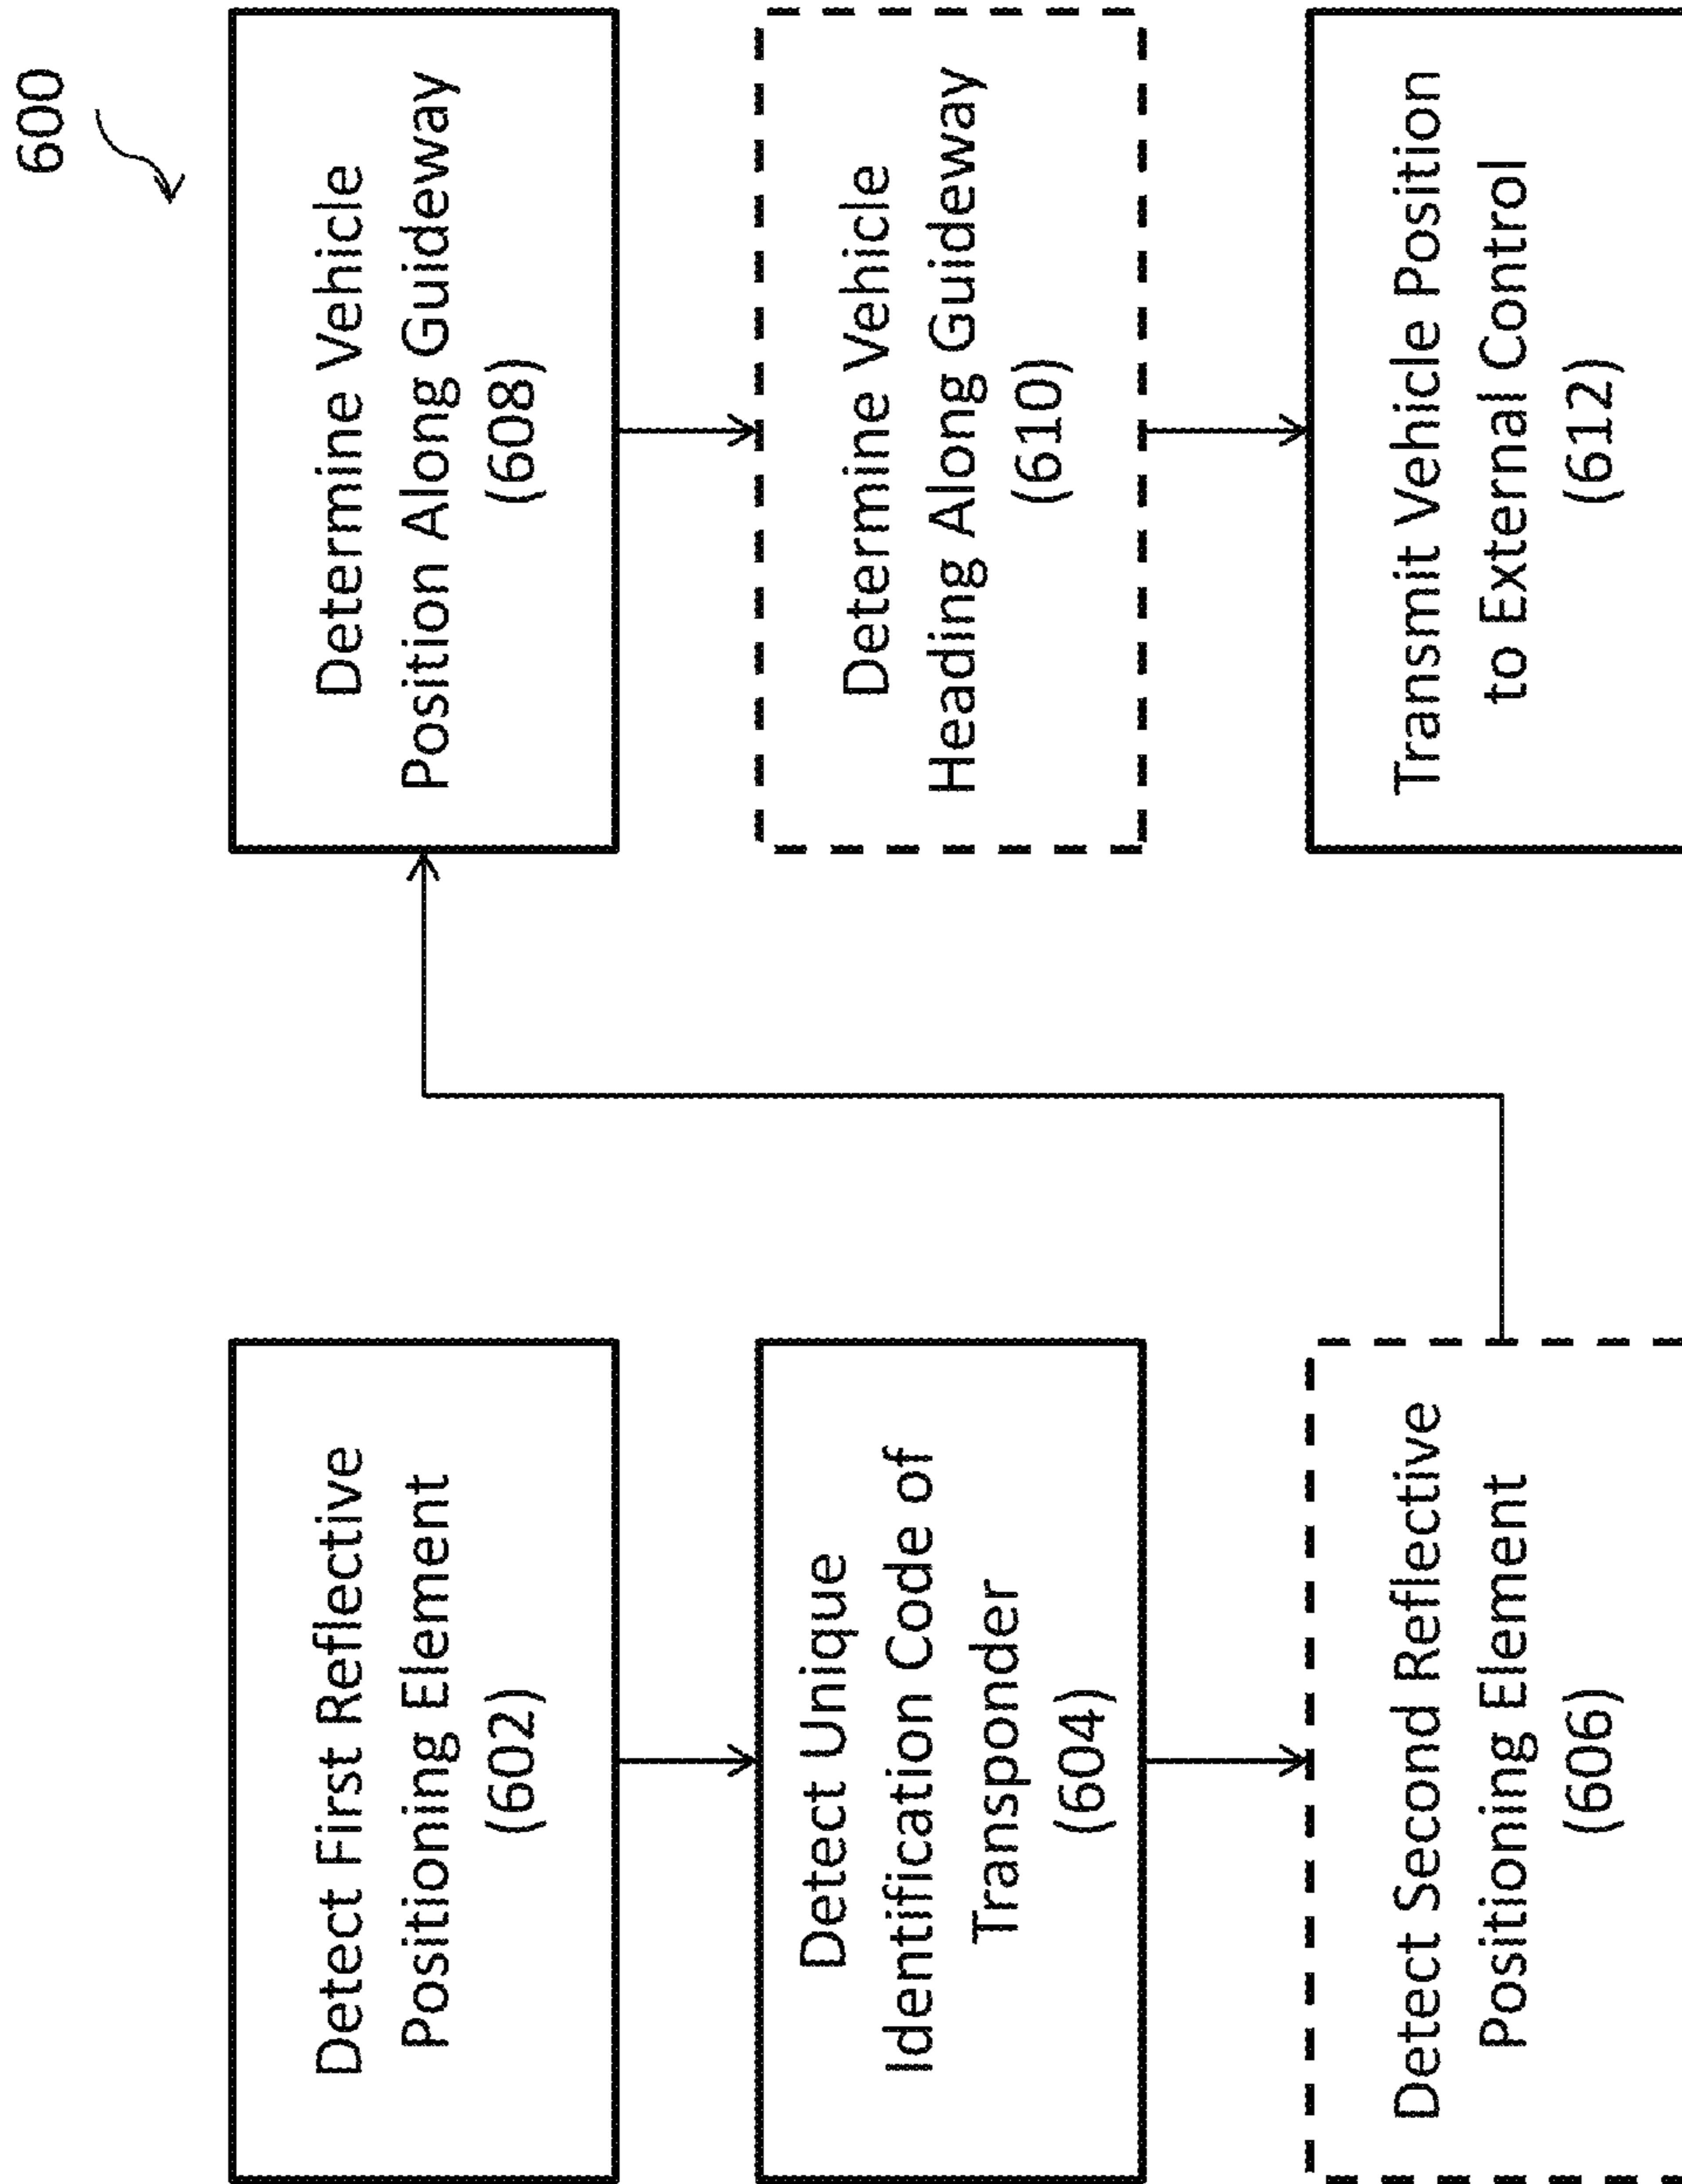 600
Detect First Reflective
Positioning Element
(602)
Detect Unique
Identification Code of
Transponder
(604)
Detect Second Reflective
Positioning Element
(606)
Determine Vehicle
Position Along Guideway
(608)
Determine Vehicle
Heading Along Guideway
(610)
Transmit Vehicle Position
to External Control
(612)